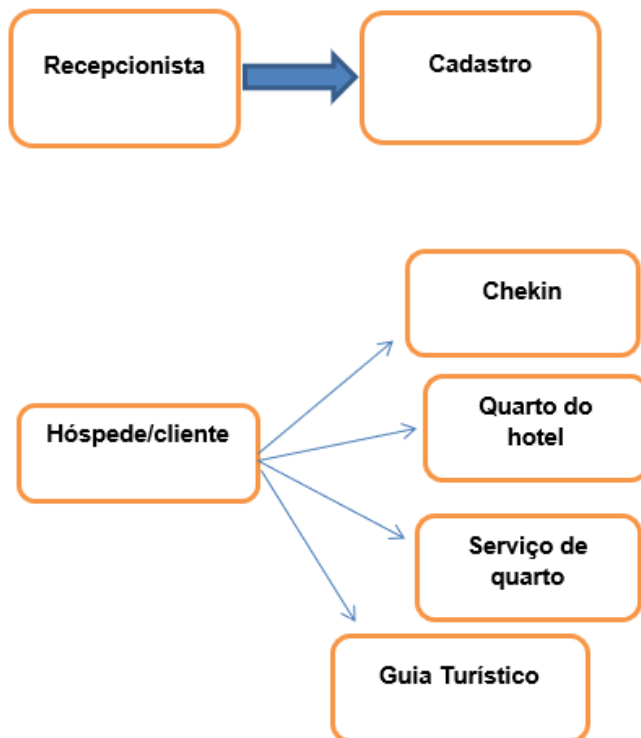 Recepcionista
Cadastro
Chekin
Hóspede/cliente
Quarto do
hotel
Serviço de
quarto
Guia Turístico